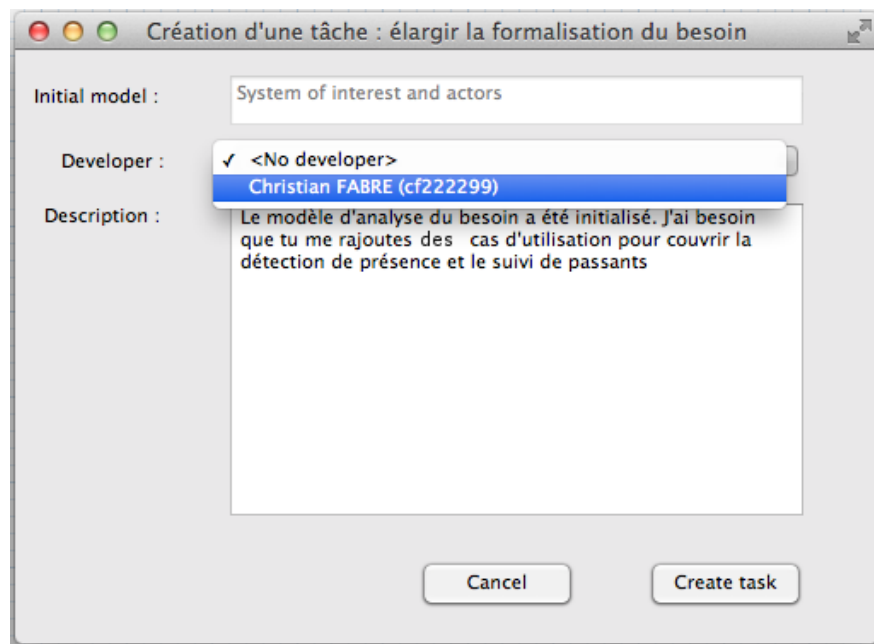 Création d'une tâche : élargir la formalisation du besoin
Initial model :
System of interest and actors
Developer :
✓ <No developer>
Christian FABRE (cf222299)
Description :
Le modèle d'analyse du besoin a été initialisé. J'ai besoin
que tu me rajoutes des cas d'utilisation pour couvrir la
détection de présence et le suivi de passants
Cancel
Create task